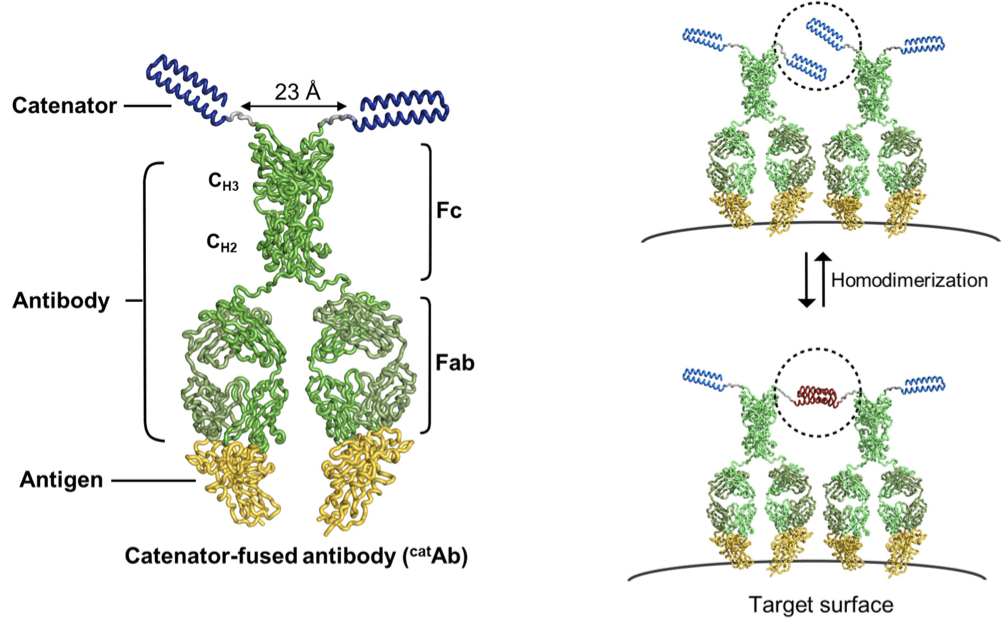 Catenator
23 Å
CH3
CH2
Fc
Antibody
Fab
Antigen
Catenator-fused antibody (catAb)
Homodimerization
Target surface